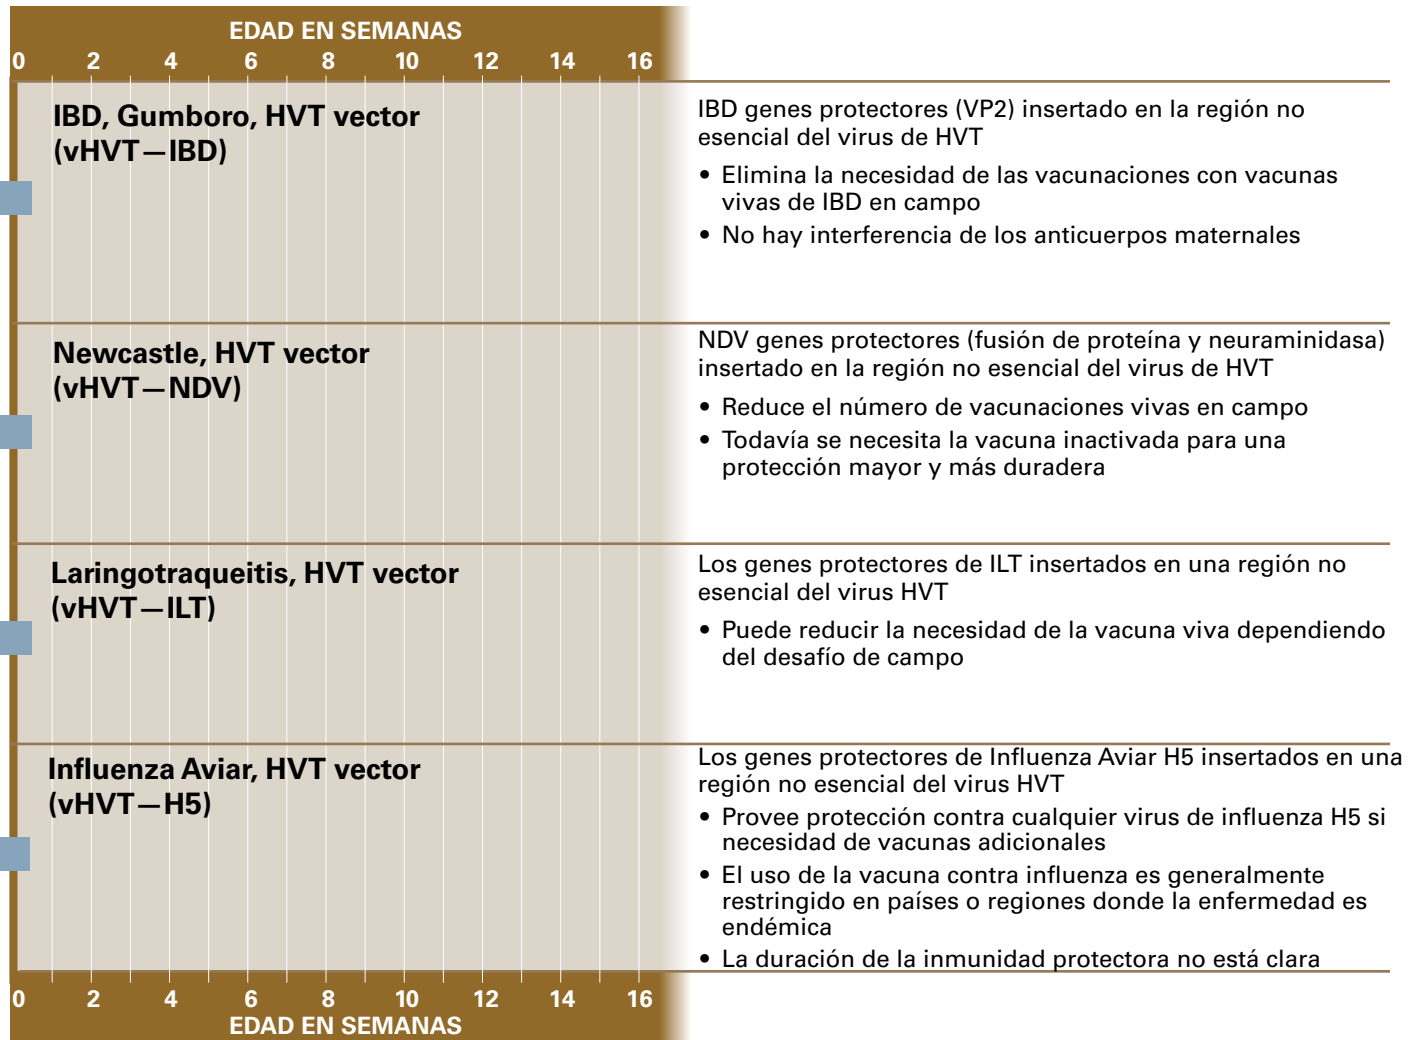 EDAD EN SEMANAS
0 2 4 6 8 10 12 14 16
IBD, Gumboro, HVT vector
(vHVT—IBD)
IBD genes protectores (VP2) insertado en la región no
esencial del virus de HVT
• Elimina la necesidad de las vacunaciones con vacunas
vivas de IBD en campo
• No hay interferencia de los anticuerpos maternales
Newcastle, HVT vector
(vHVT—NDV)
NDV genes protectores (fusión de proteína y neuraminidasa)
insertado en la región no esencial del virus de HVT
• Reduce el número de vacunaciones vivas en campo
• Todavía se necesita la vacuna inactivada para una
protección mayor y más duradera
Laringotraqueitis, HVT vector
(vHVT—ILT)
Los genes protectores de ILT insertados en una región no
esencial del virus HVT
• Puede reducir la necesidad de la vacuna viva dependiendo
del desafío de campo
Influenza Aviar, HVT vector
(vHVT—H5)
Los genes protectores de Influenza Aviar H5 insertados en una
región no esencial del virus HVT
• Provee protección contra cualquier virus de influenza H5 si
necesidad de vacunas adicionales
• El uso de la vacuna contra influenza es generalmente
restringido en países o regiones donde la enfermedad es
endémica
• La duración de la inmunidad protectora no está clara
0 2 4 6 8 10 12 14 16
EDAD EN SEMANAS